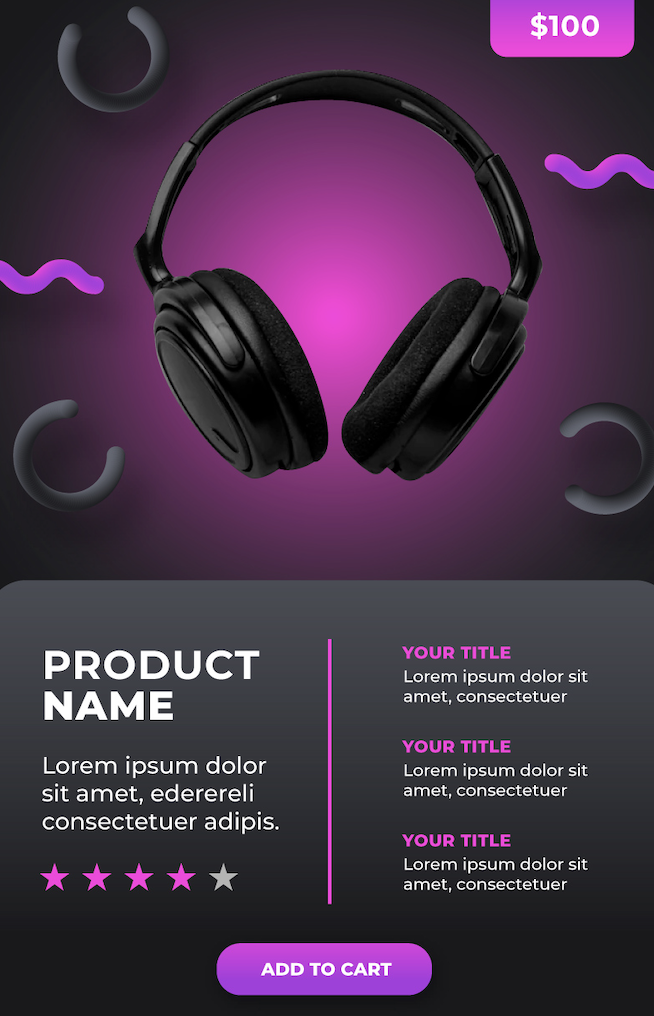 $100
PRODUCT
NAME
Lorem ipsum dolor
sit amet,ederereli
consectetuer adipis.
YOUR TITLE
Lorem ipsum dolor sit
amet, consectetuer
YOUR TITLE
Lorem ipsum dolor sit
amet, consectetuer
YOUR TITLE
Lorem ipsum dolor sit
amet, consectetuer
ADD TO CART